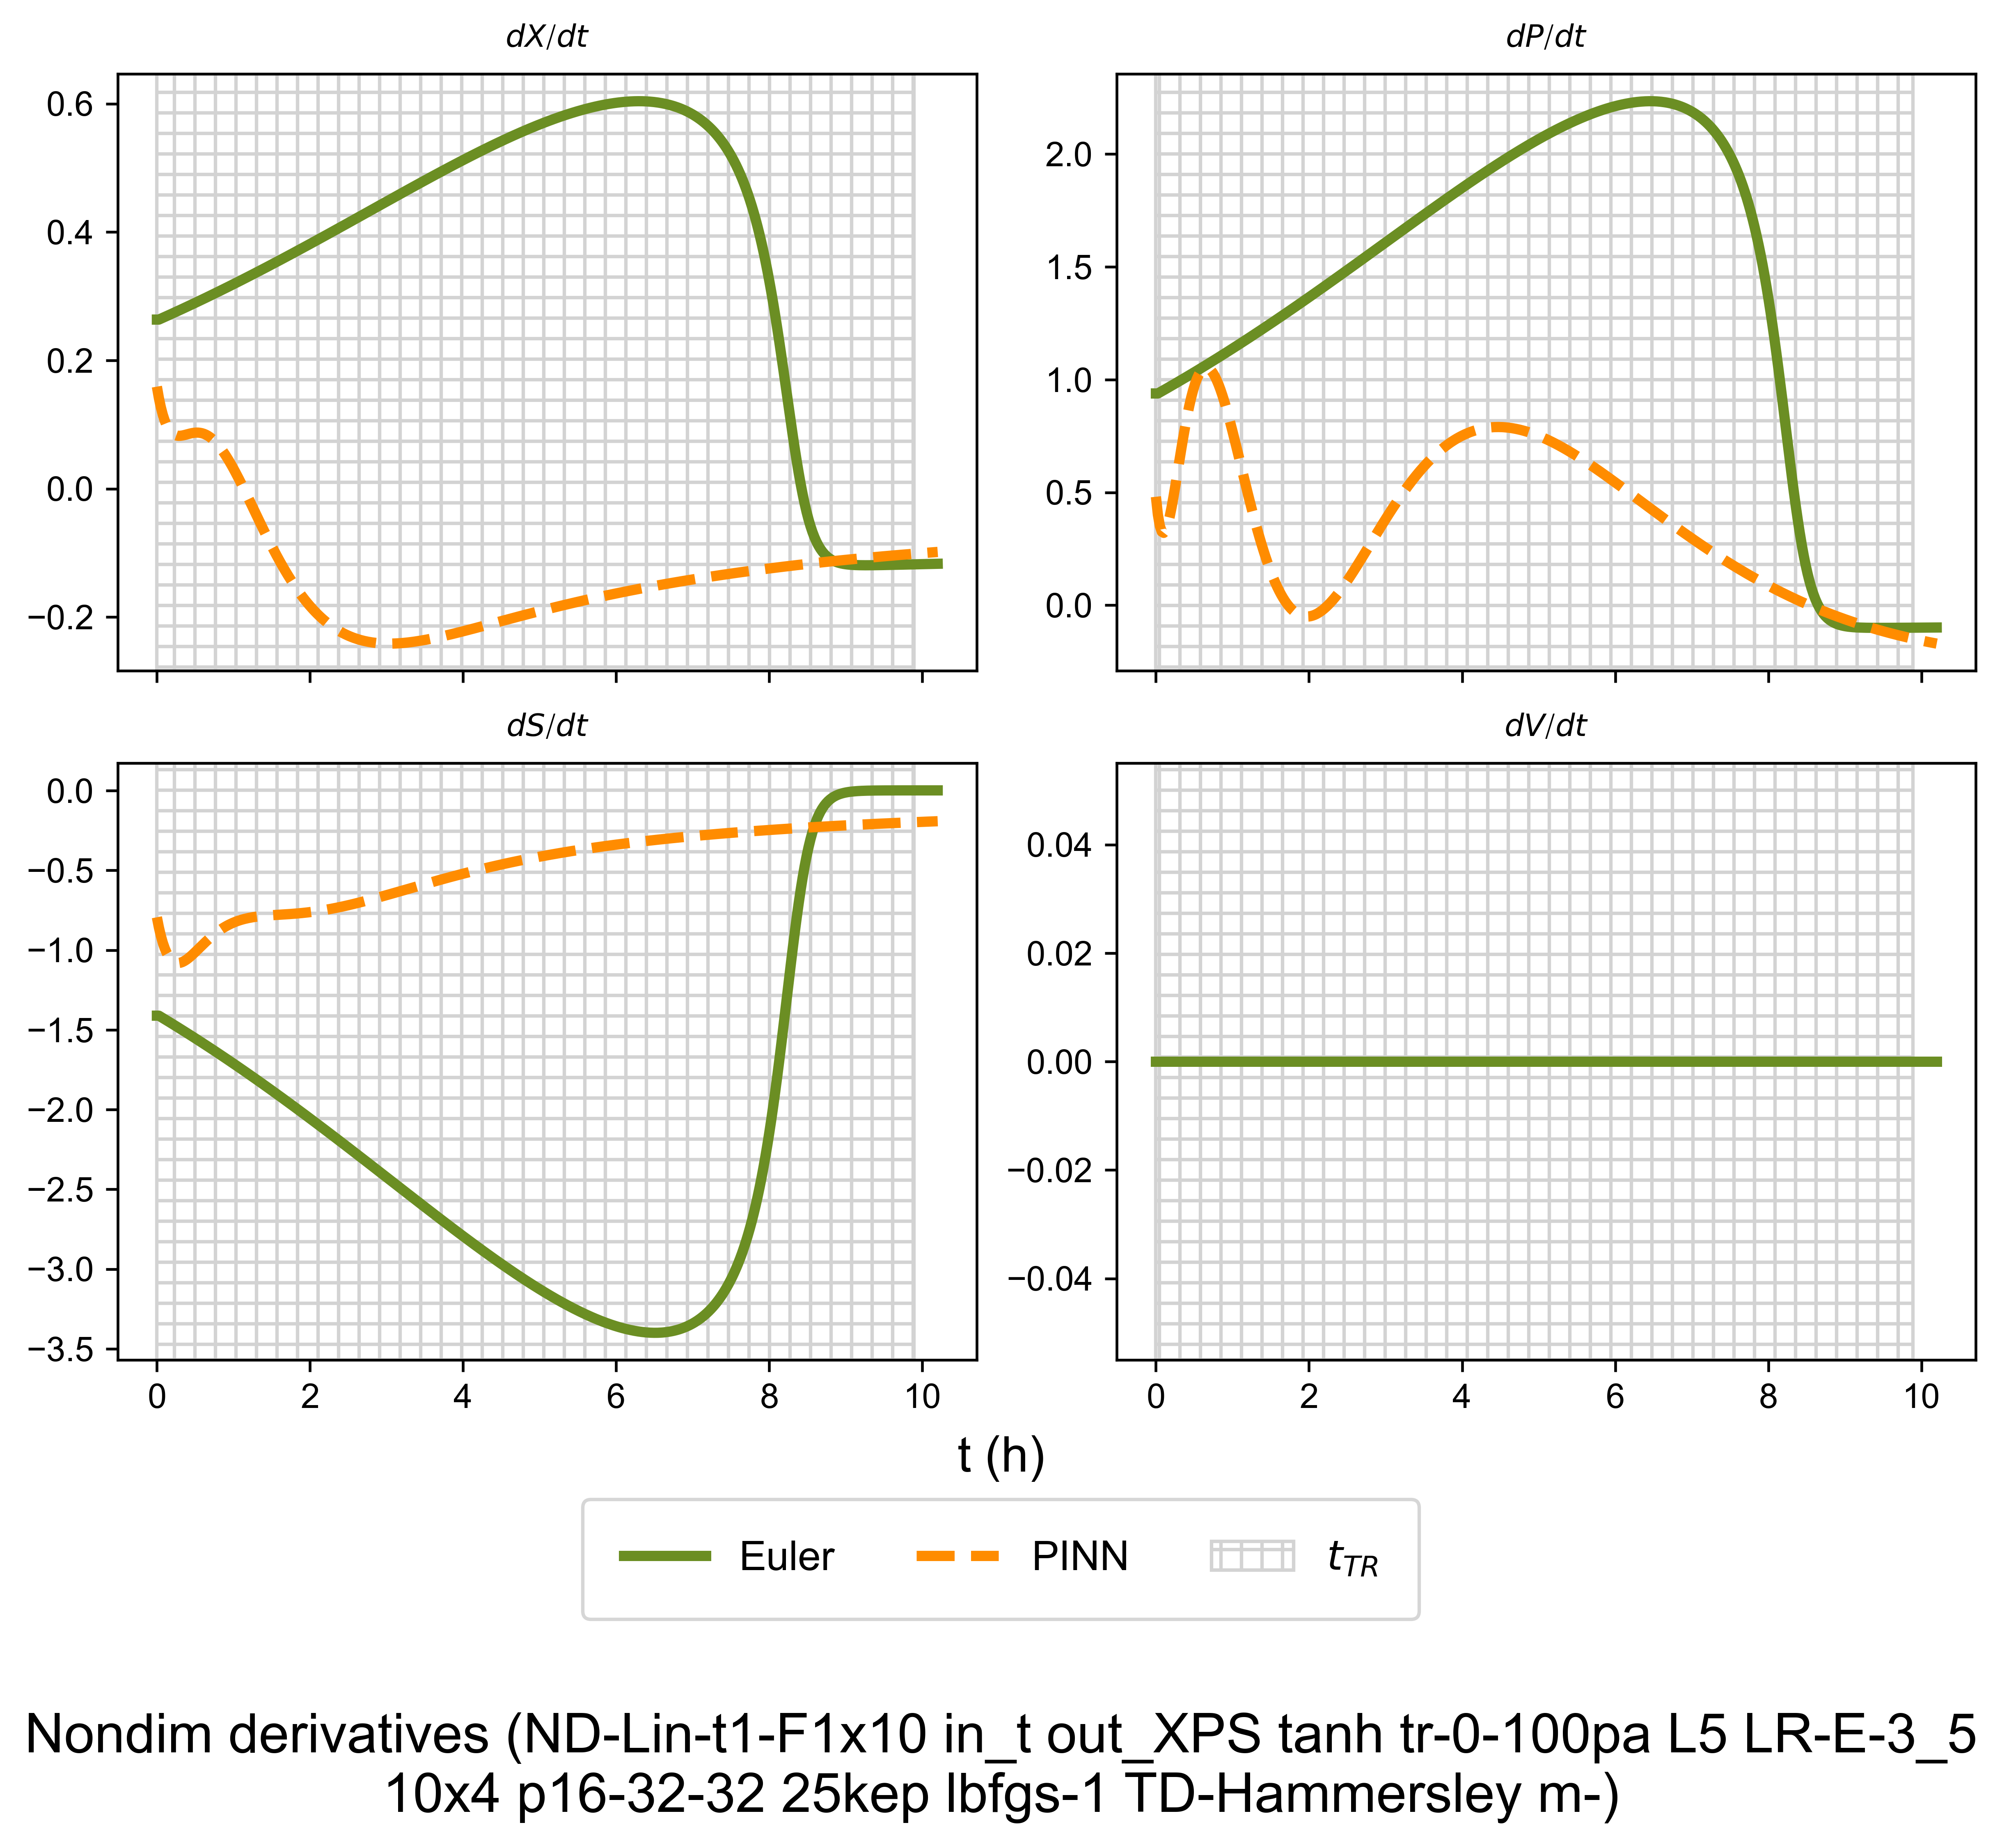 dX/dt
dP/dt
0.6
0.4
0.2
0.0
−0.2
2.0
1.5
1.0
0.5
0.0
dS/dt
dV/dt
0.0
−0.5
−1.0
−1.5
−2.0
−2.5
−3.0
−3.5
0.04
0.02
0.00
−0.02
−0.04
0 2 4 6 8 10
0 2 4 6 8 10
t (h)
Euler PINN t_TR
Nondim derivatives (ND-Lin-t1-F1x10 in_t out_XPS tanh tr-0-100pa L5 LR-E-3_5
10x4 p16-32-32 25kep lbfgs-1 TD-Hammersley m-)